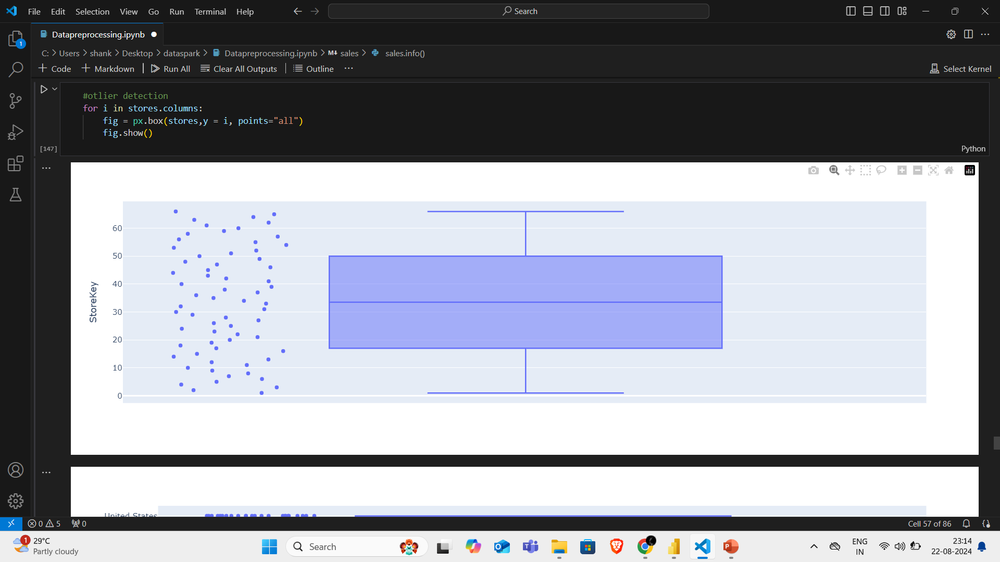 File Edit Selection View Go Run Terminal Help
Search
Datapreprocessing.ipynb
1
C: > Users > shank > Desktop > dataspark > Datapreprocessing.ipynb > M↓ sales > sales.info()
+ Code + Markdown Run All Clear All Outputs Outline ...
Select Kernel
#otlier detection
for i in stores.columns:
fig = px.box(stores,y = i, points="all")
fig.show()
[147]
Python
60
50
40
30
20
10
0
StoreKey
United States
0 5 0
Cell 57 of 86
1
29°C
Partly cloudy
Search
ENG
IN
23:14
22-08-2024